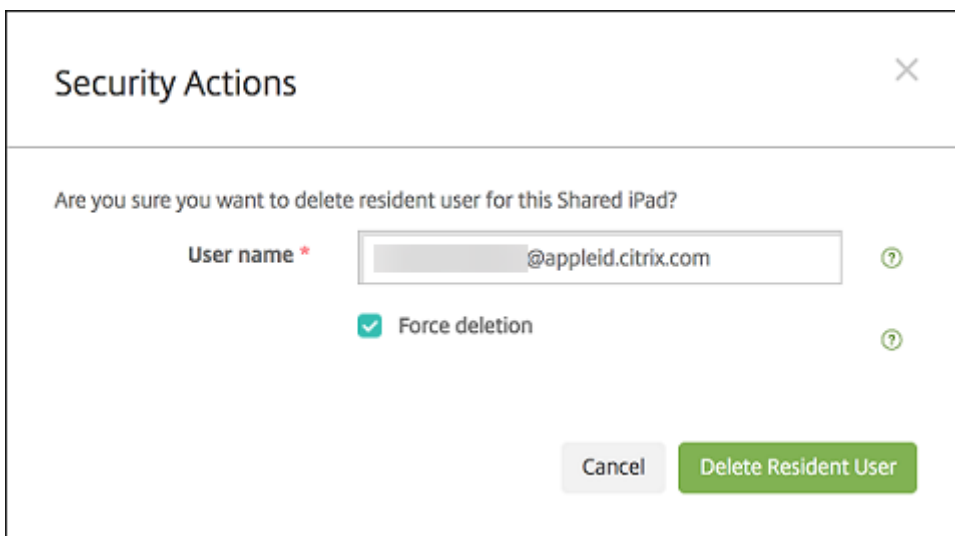 Security Actions
Are you sure you want to delete resident user for this Shared iPad?
User name *
@appleid.citrix.com
Force deletion
Cancel
Delete Resident User